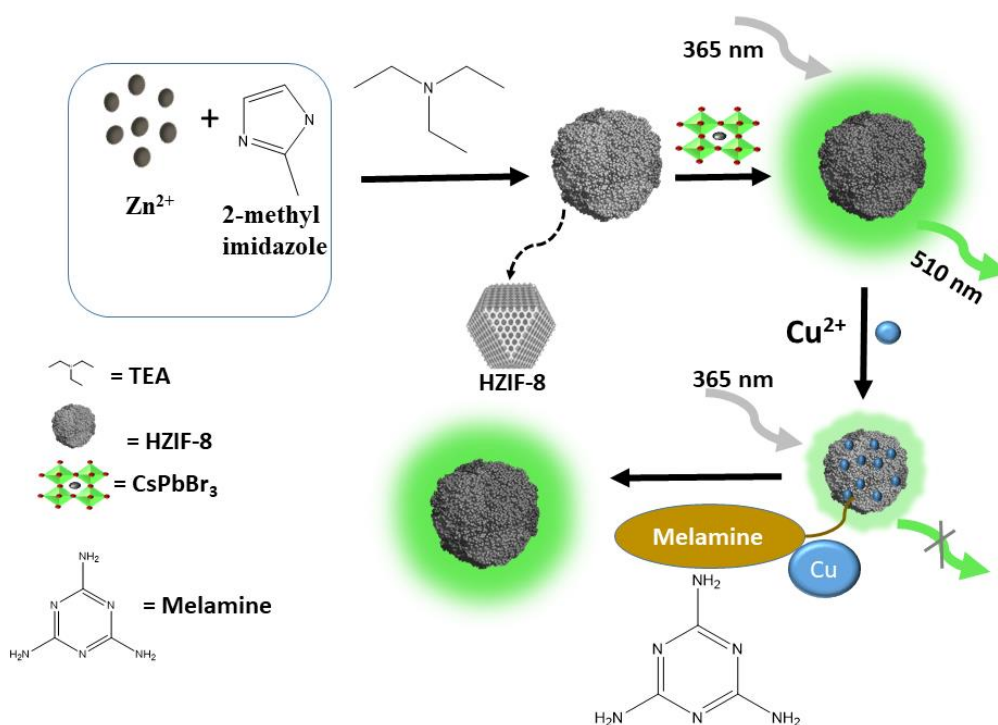 365 nm
N
Zn²⁺
+
N
N
2-methyl
imidazole
510 nm
HZIF-8
Cu²⁺
365 nm
= TEA
= HZIF-8
= CsPbBr₃
Melamine
Cu
NH₂
N
N
N
H₂N
NH₂
= Melamine
NH₂
N
N
N
H₂N
NH₂